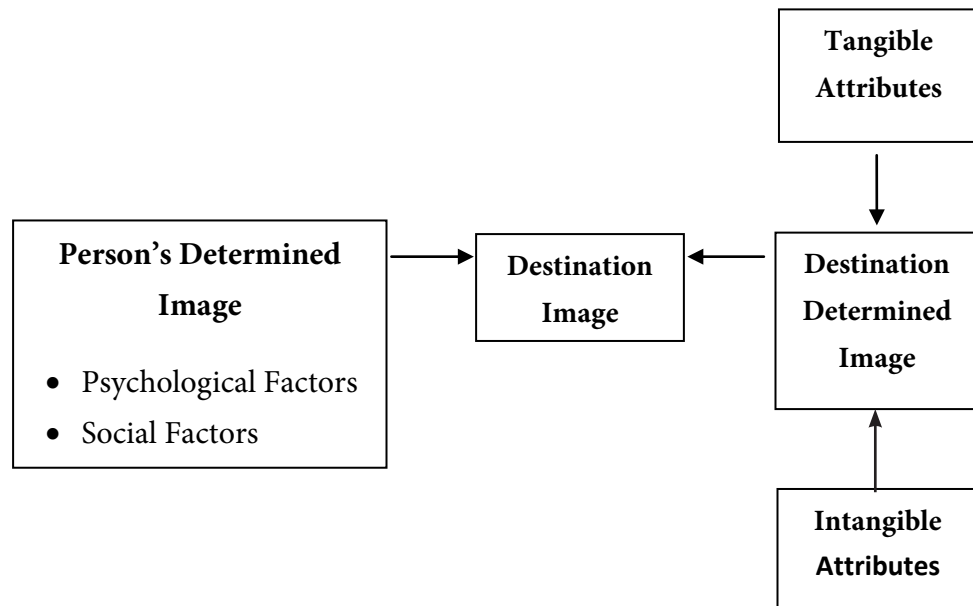 Tangible
Attributes
Person’s Determined
Image
• Psychological Factors
• Social Factors
Destination
Image
Destination
Determined
Image
Intangible
Attributes